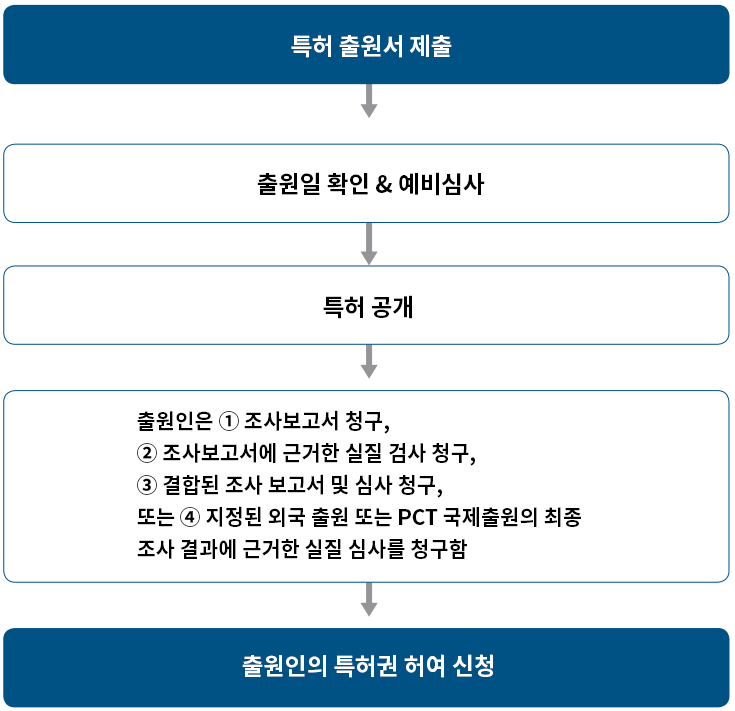 특허 출원서 제출
출원일 확인 & 예비심사
특허 공개
출원인은 ① 조사보고서 청구,
② 조사보고서에 근거한 실질 검사 청구,
③ 결합된 조사 보고서 및 심사 청구,
또는 ④ 지정된 외국 출원 또는 PCT 국제출원의 최종
조사 결과에 근거한 실질 심사를 청구함
출원인의 특허권 허여 신청